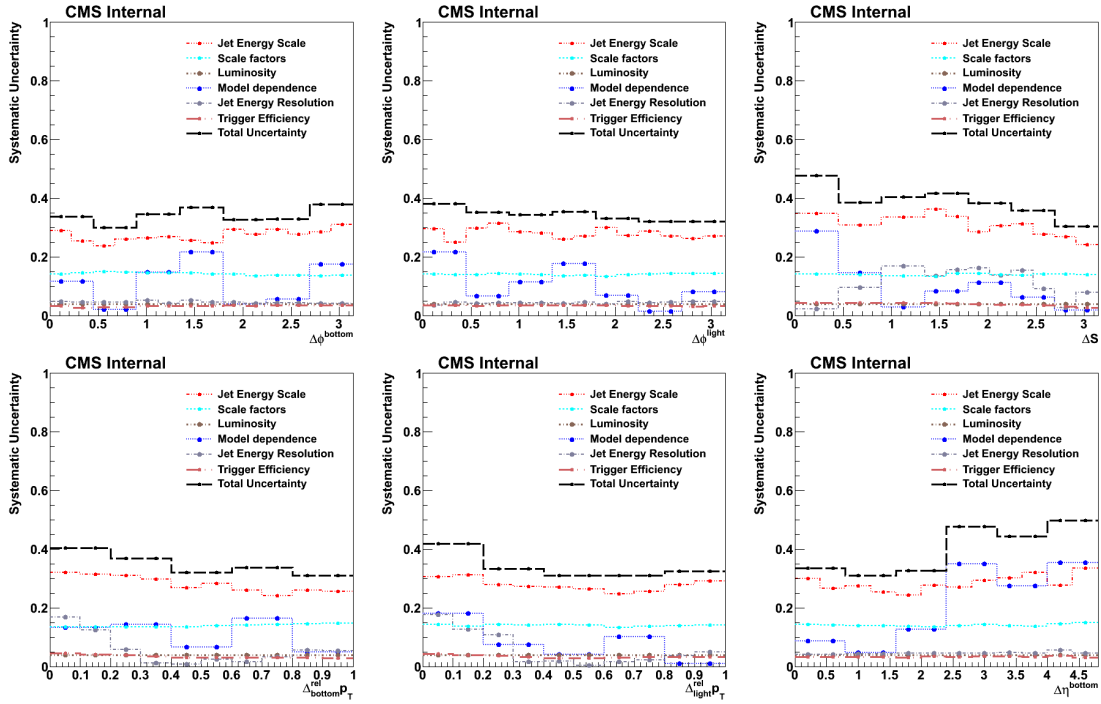 CMS Internal
Systematic Uncertainty
1
0.8
0.6
0.4
0.2
0
Jet Energy Scale
Scale factors
Luminosity
Model dependence
Jet Energy Resolution
Trigger Efficiency
Total Uncertainty
0 0.5 1 1.5 2 2.5 3
Δϕ^bottom
CMS Internal
Systematic Uncertainty
1
0.8
0.6
0.4
0.2
0
Jet Energy Scale
Scale factors
Luminosity
Model dependence
Jet Energy Resolution
Trigger Efficiency
Total Uncertainty
0 0.5 1 1.5 2 2.5 3
Δϕ^light
CMS Internal
Systematic Uncertainty
1
0.8
0.6
0.4
0.2
0
Jet Energy Scale
Scale factors
Luminosity
Model dependence
Jet Energy Resolution
Trigger Efficiency
Total Uncertainty
0 0.5 1 1.5 2 2.5 3
ΔS
CMS Internal
Systematic Uncertainty
1
0.8
0.6
0.4
0.2
0
Jet Energy Scale
Scale factors
Luminosity
Model dependence
Jet Energy Resolution
Trigger Efficiency
Total Uncertainty
0 0.1 0.2 0.3 0.4 0.5 0.6 0.7 0.8 0.9 1
Δ^rel_bottom p_T
CMS Internal
Systematic Uncertainty
1
0.8
0.6
0.4
0.2
0
Jet Energy Scale
Scale factors
Luminosity
Model dependence
Jet Energy Resolution
Trigger Efficiency
Total Uncertainty
0 0.1 0.2 0.3 0.4 0.5 0.6 0.7 0.8 0.9 1
Δ^rel_light p_T
CMS Internal
Systematic Uncertainty
1
0.8
0.6
0.4
0.2
0
Jet Energy Scale
Scale factors
Luminosity
Model dependence
Jet Energy Resolution
Trigger Efficiency
Total Uncertainty
0 0.5 1 1.5 2 2.5 3 3.5 4 4.5
Δη^bottom